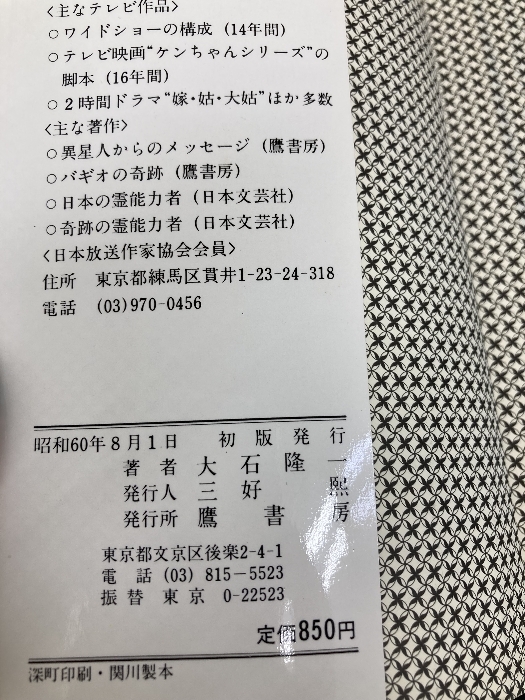 <主なテレビ作品>
○ワイドショーの構成 (14年間)
○テレビ映画“ケンちゃんシリーズ”の
脚本 (16年間)
○2時間ドラマ“嫁・姑・大姑”ほか多数
<主な著作>
○異星人からのメッセージ (鷹書房)
○バギオの奇跡 (鷹書房)
○日本の霊能力者 (日本文芸社)
○奇跡の霊能力者 (日本文芸社)
<日本放送作家協会会員>
住所 東京都練馬区貫井1-23-24-318
電話 (03)970-0456
昭和60年8月1日 初版発行
著者 大石隆一
発行人 三好 熙
発行所 鷹書房
東京都文京区後楽2-4-1
電話 (03) 815-5523
振替 東京 0-22523
定価850円
深町印刷・関川製本